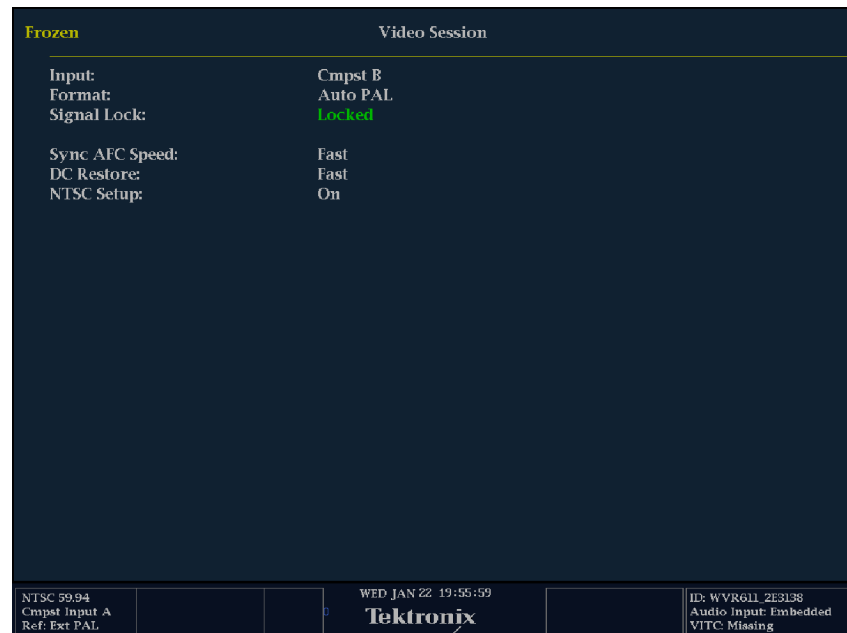 Frozen
Video Session
Input: Cmpst B
Format: Auto PAL
Signal Lock: Locked
Sync AFC Speed: Fast
DC Restore: Fast
NTSC Setup: On
NTSC 59.94
Cmpst Input A
Ref: Ext PAL
WED JAN 22 19:55:59
Tektronix
ID: WVR611_2E3138
Audio Input: Embedded
VITC: Missing